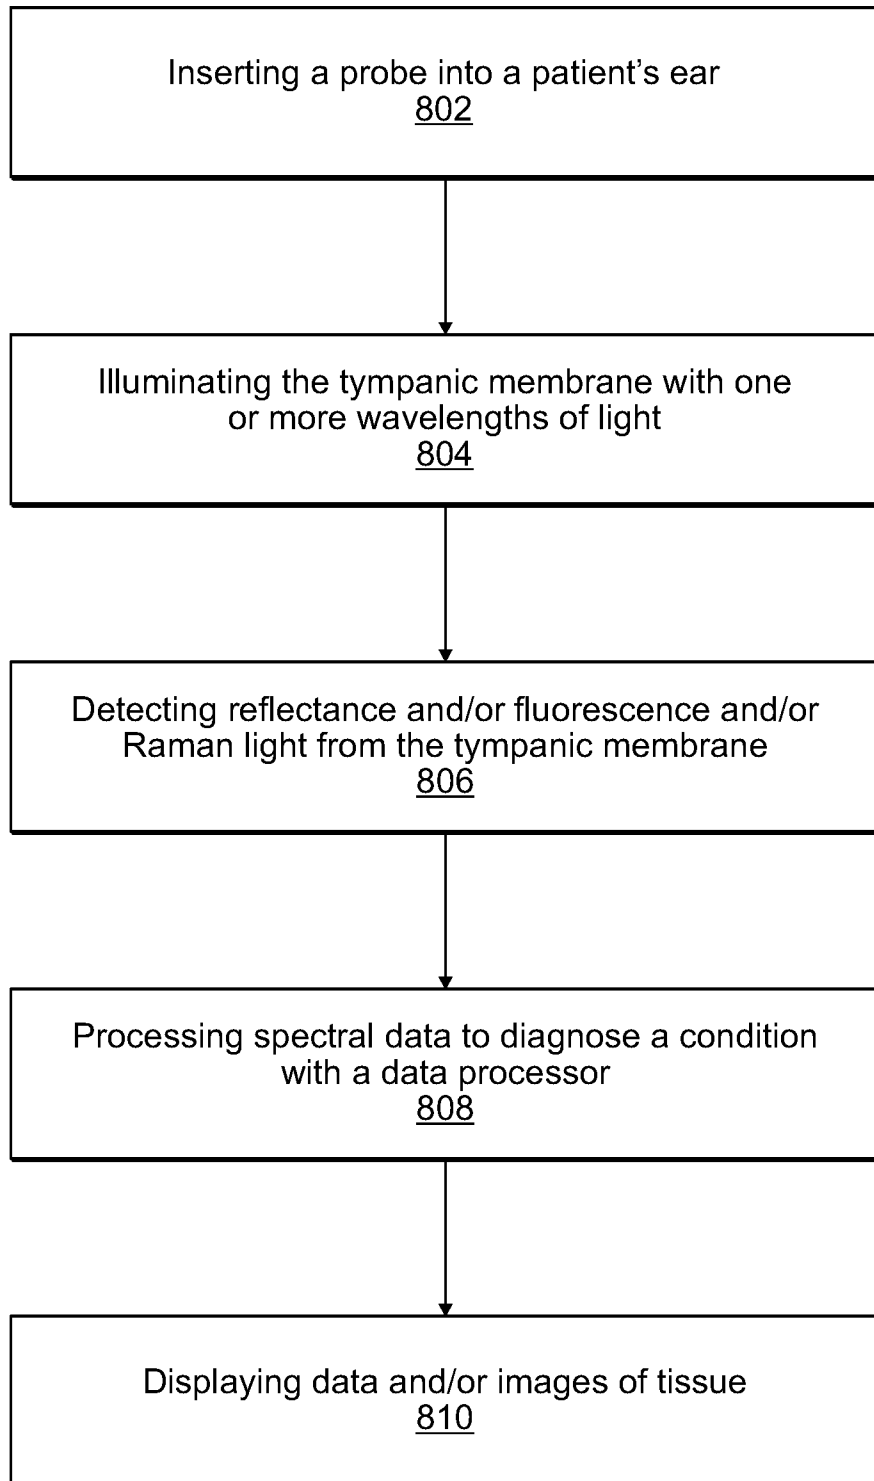 Inserting a probe into a patient’s ear
802
Illuminating the tympanic membrane with one
or more wavelengths of light
804
Detecting reflectance and/or fluorescence and/or
Raman light from the tympanic membrane
806
Processing spectral data to diagnose a condition
with a data processor
808
Displaying data and/or images of tissue
810